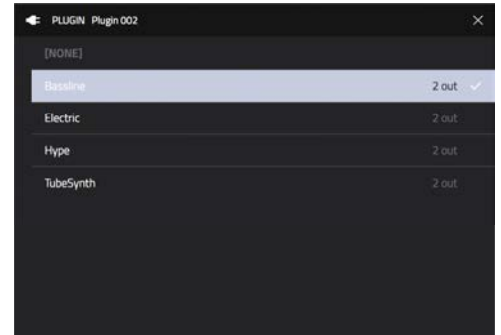 PLUGIN Plugin 002
[NONE]
Bassline 2 out
Electric 2 out
Hype 2 out
TubeSynth 2 out